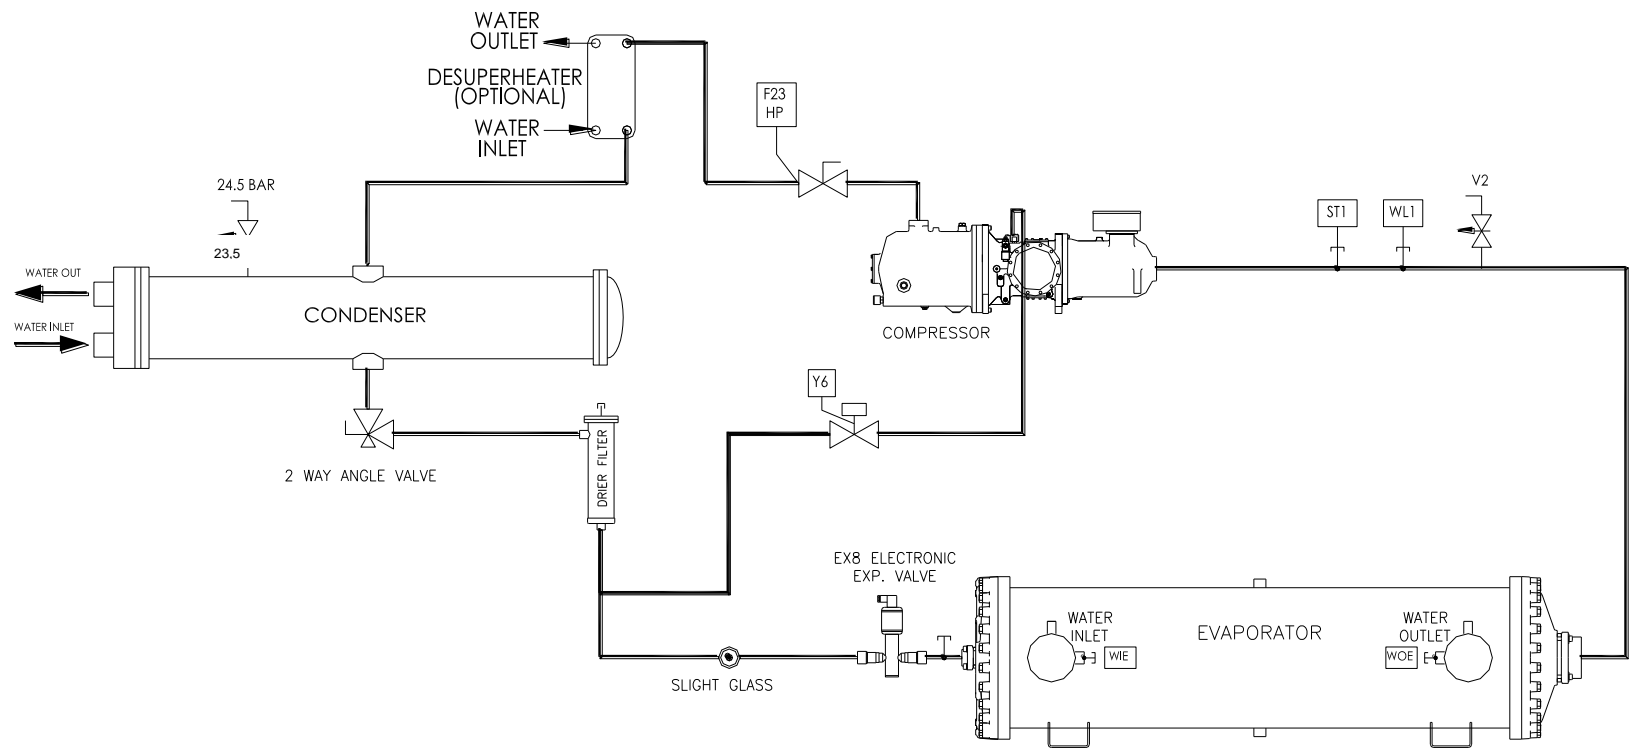 WATER
OUTLET
DESUPERHEATER
(OPTIONAL)
WATER
INLET
F23
HP
24.5 BAR
23.5
WATER OUT
WATER INLET
CONDENSER
COMPRESSOR
ST1
WL1
V2
2 WAY ANGLE VALVE
DRIER FILTER
Y6
EX8 ELECTRONIC
EXP. VALVE
SLIGHT GLASS
WATER
INLET
WIE
EVAPORATOR
WATER
OUTLET
WOE